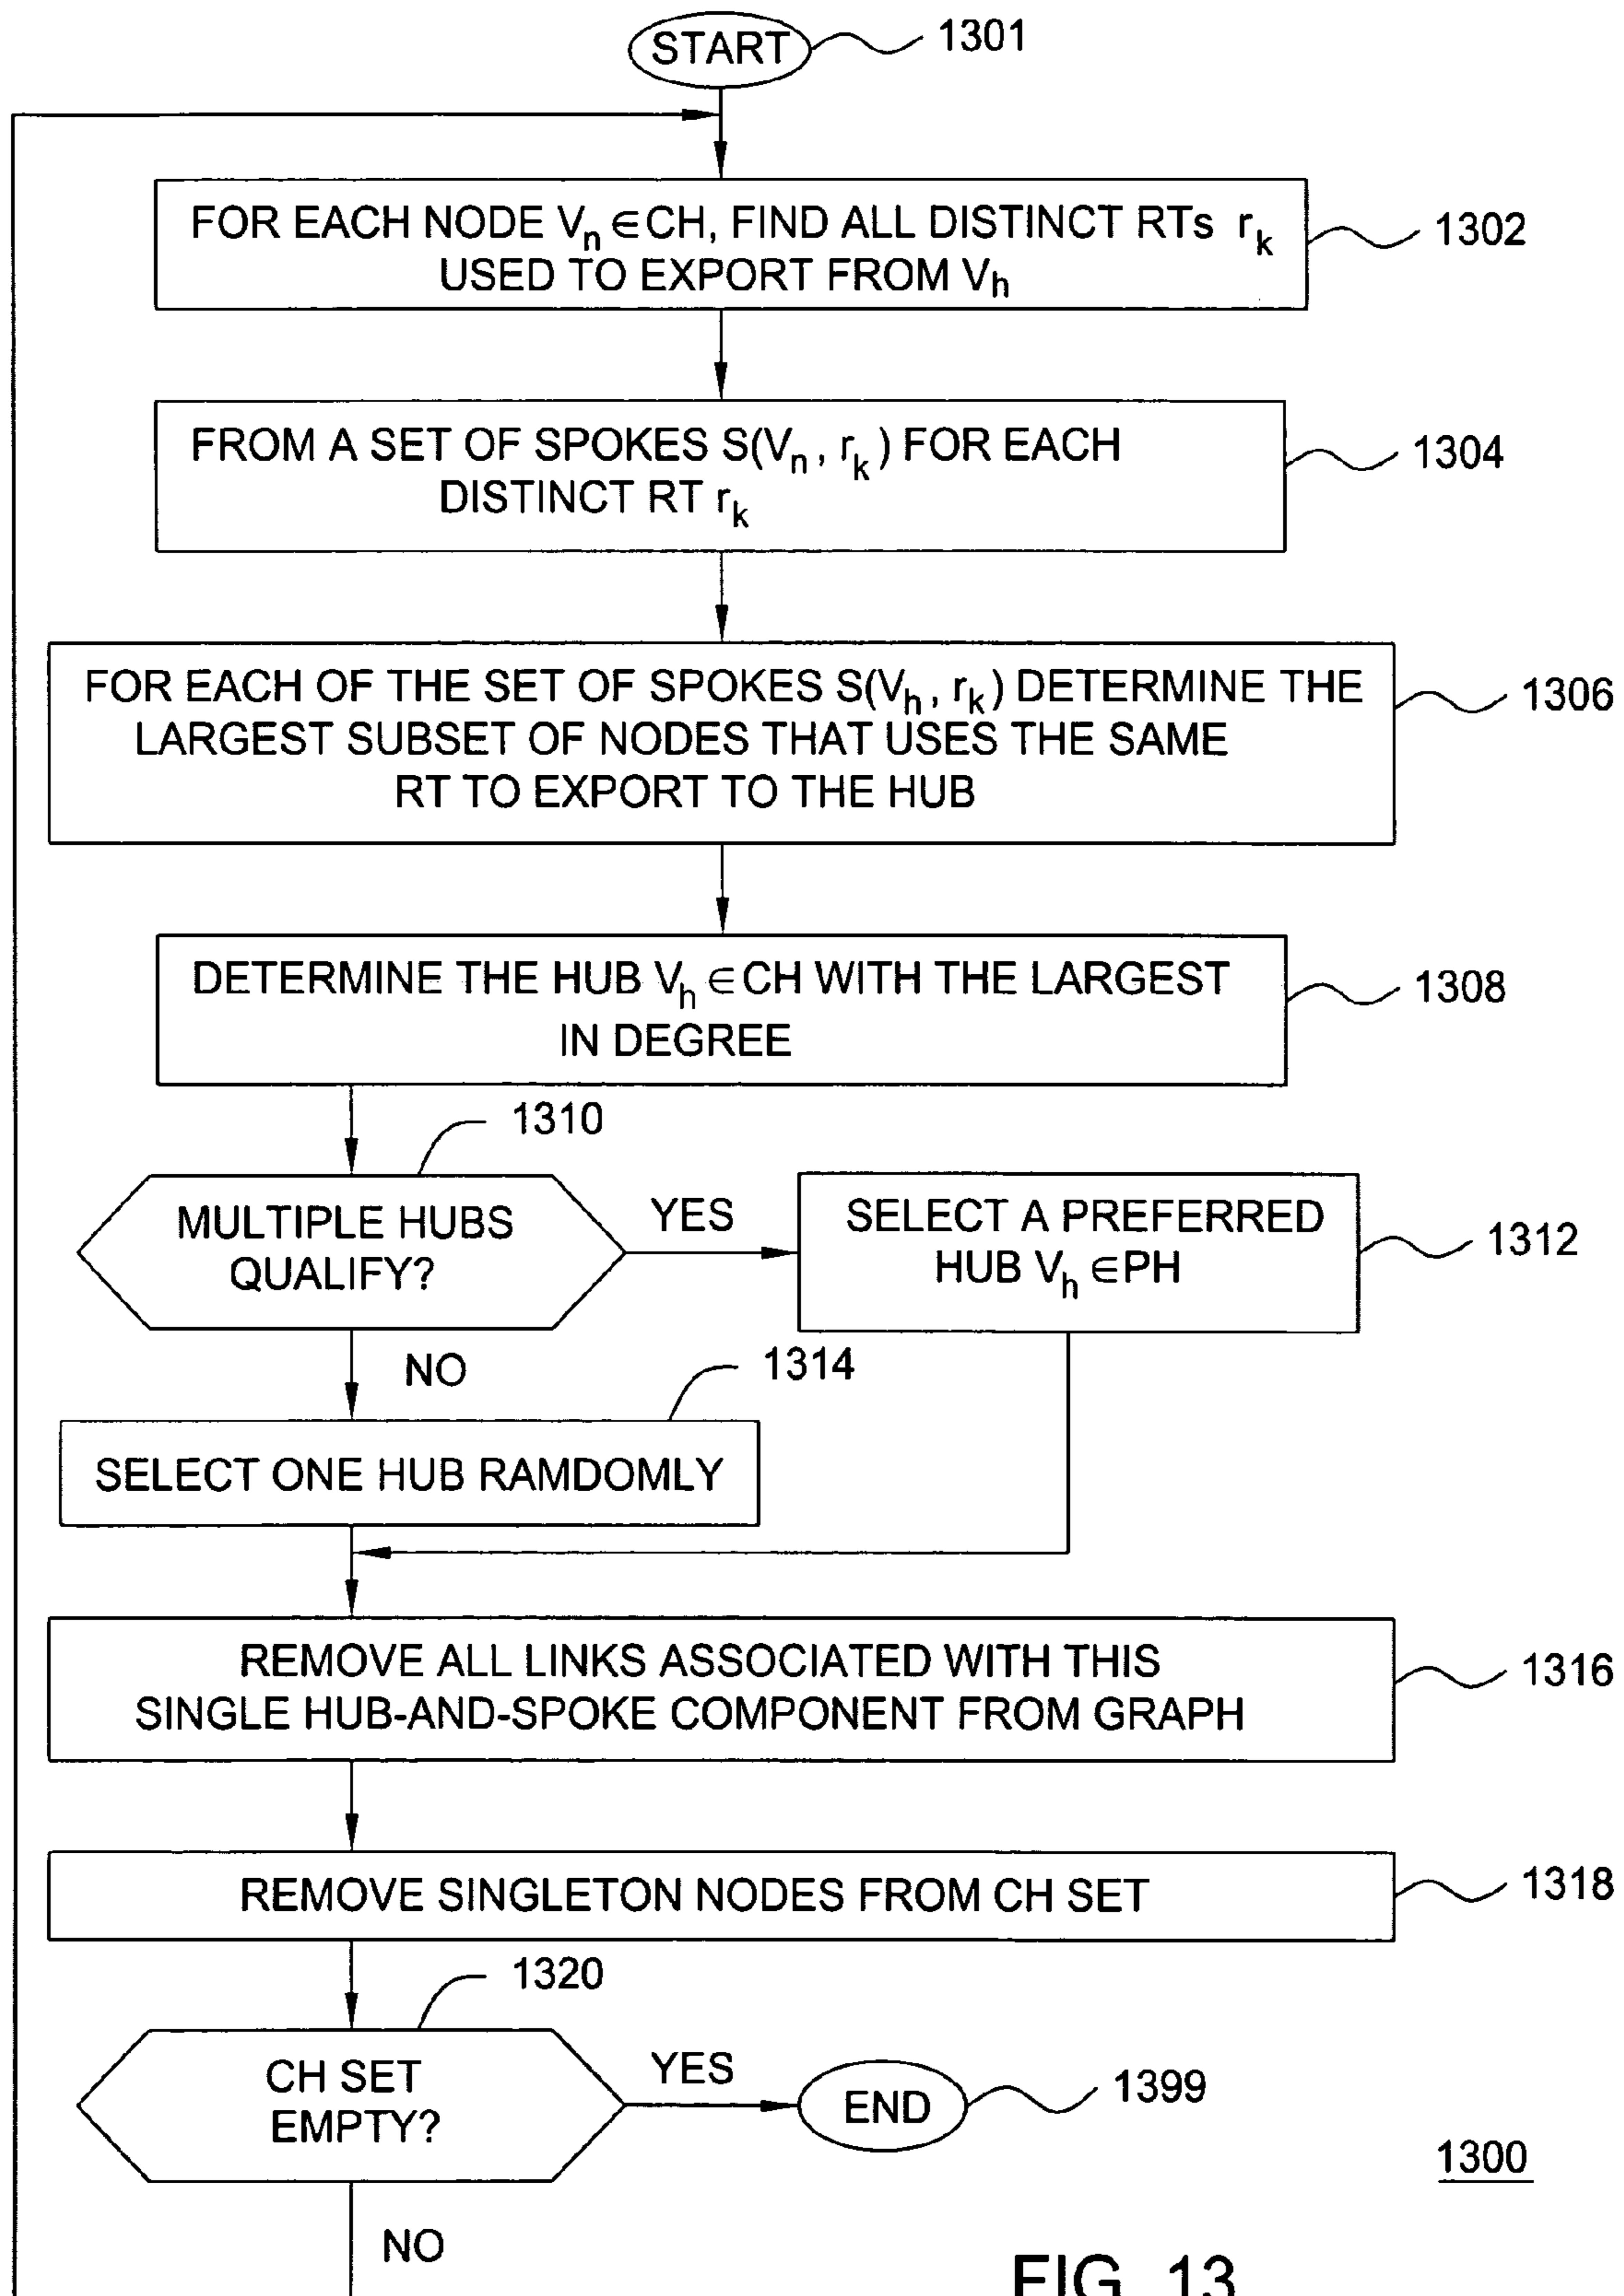 START
1301
FOR EACH NODE Vn ∈ CH, FIND ALL DISTINCT RTs rk
USED TO EXPORT FROM Vh
1302
FROM A SET OF SPOKES S(Vn, rk) FOR EACH
DISTINCT RT rk
1304
FOR EACH OF THE SET OF SPOKES S(Vh, rk) DETERMINE THE
LARGEST SUBSET OF NODES THAT USES THE SAME
RT TO EXPORT TO THE HUB
1306
DETERMINE THE HUB Vh ∈ CH WITH THE LARGEST
IN DEGREE
1308
1310
MULTIPLE HUBS
QUALIFY?
YES
SELECT A PREFERRED
HUB Vh ∈ PH
1312
NO
1314
SELECT ONE HUB RAMDOMLY
REMOVE ALL LINKS ASSOCIATED WITH THIS
SINGLE HUB-AND-SPOKE COMPONENT FROM GRAPH
1316
REMOVE SINGLETON NODES FROM CH SET
1318
1320
CH SET
EMPTY?
YES
END
1399
1300
NO
FIG. 13